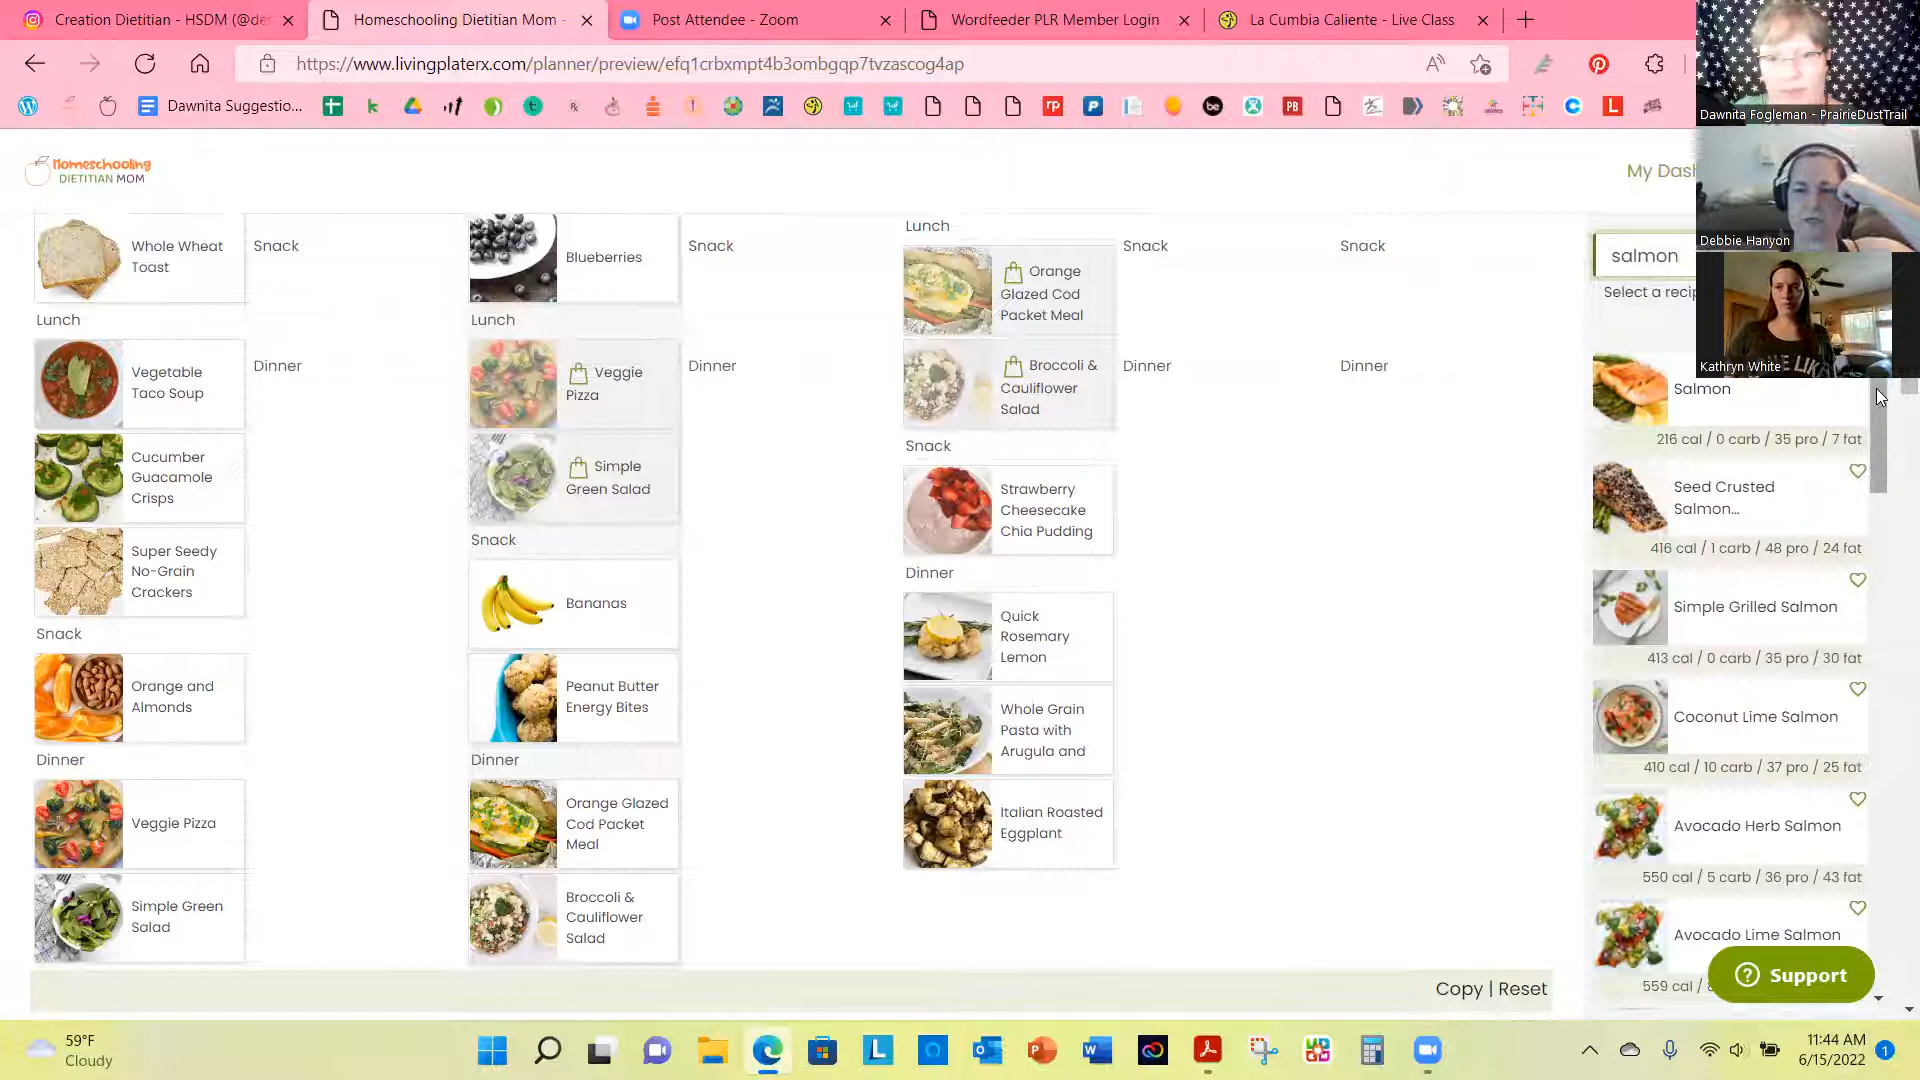 Creation Dietitian - HSDM (@de
Homeschooling Dietitian Mom -
Post Attendee - Zoom
Wordfeeder PLR Member Login
La Cumbia Caliente - Live Class
https://www.livingplaterx.com/planner/preview/efq1crbxmpt4b3ombgqp7tvzascog4ap
Dawnita Suggestio...
Dawnita Fogleman - PrairieDustTrail
Debbie Hanyon
Kathryn White
Homeschooling
DIETITIAN MOM
My Dash
Whole Wheat
Toast
Snack
Lunch
Vegetable
Taco Soup
Dinner
Cucumber
Guacamole
Crisps
Super Seedy
No-Grain
Crackers
Snack
Orange and
Almonds
Dinner
Veggie Pizza
Simple Green
Salad
Blueberries
Snack
Lunch
Veggie
Pizza
Dinner
Simple
Green Salad
Snack
Bananas
Peanut Butter
Energy Bites
Dinner
Orange Glazed
Cod Packet
Meal
Broccoli &
Cauliflower
Salad
Lunch
Orange
Glazed Cod
Packet Meal
Snack
Snack
Broccoli &
Cauliflower
Salad
Dinner
Dinner
Snack
Strawberry
Cheesecake
Chia Pudding
Dinner
Quick
Rosemary
Lemon
Whole Grain
Pasta with
Arugula and
Italian Roasted
Eggplant
salmon
Select a recip
Salmon
216 cal / 0 carb / 35 pro / 7 fat
Seed Crusted
Salmon...
416 cal / 1 carb / 48 pro / 24 fat
Simple Grilled Salmon
413 cal / 0 carb / 35 pro / 30 fat
Coconut Lime Salmon
410 cal / 10 carb / 37 pro / 25 fat
Avocado Herb Salmon
550 cal / 5 carb / 36 pro / 43 fat
Avocado Lime Salmon
559 cal /
Support
Copy | Reset
59°F
Cloudy
11:44 AM
6/15/2022
1